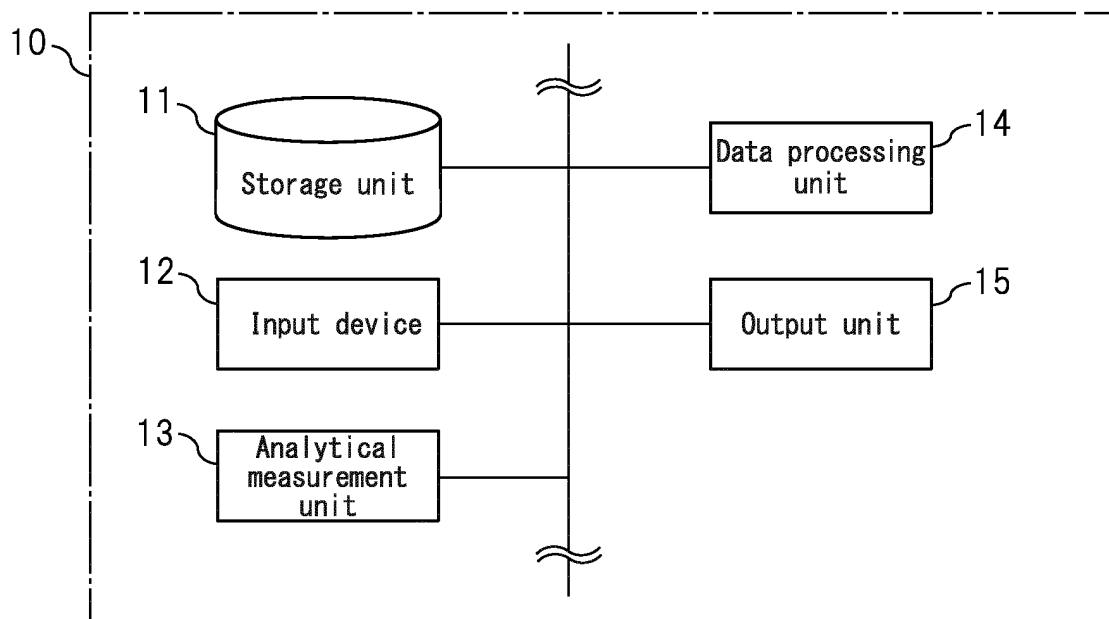 10
11
Storage unit
14
Data processing
unit
12
Input device
15
Output unit
13
Analytical
measurement
unit